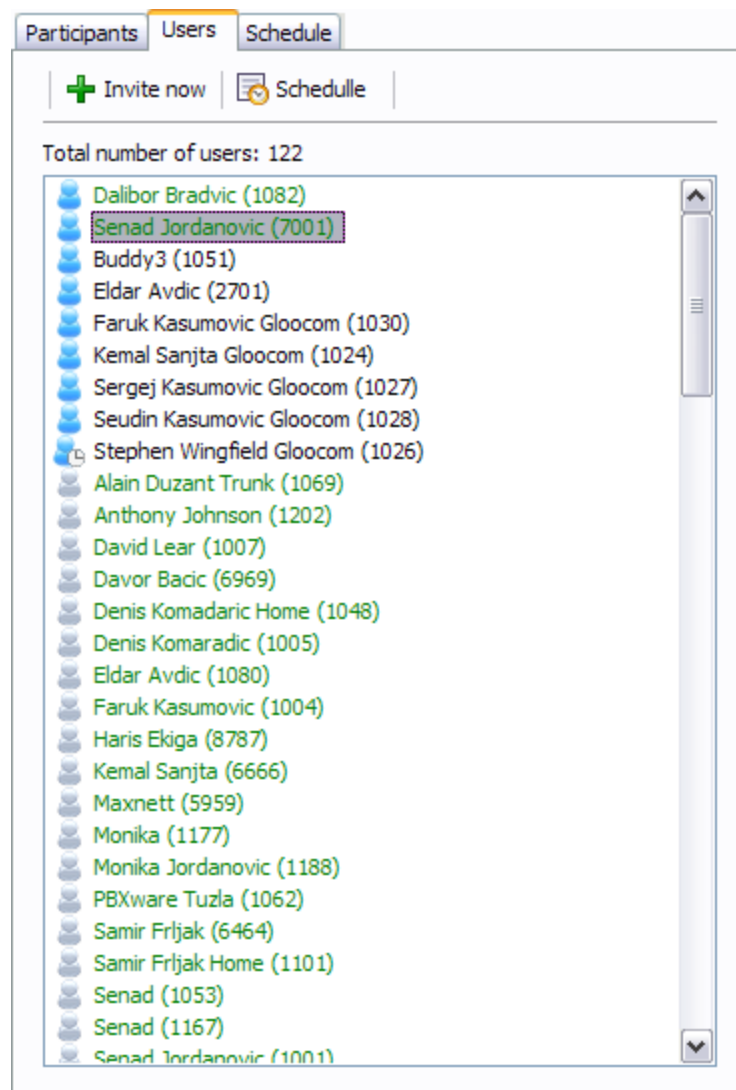 Participants Users Schedule
Invite now Schedulle
Total number of users: 122
Dalibor Bradvic (1082)
Senad Jordanovic (7001)
Buddy3 (1051)
Eldar Avdic (2701)
Faruk Kasumovic Gloocom (1030)
Kemal Sanjta Gloocom (1024)
Sergej Kasumovic Gloocom (1027)
Seudin Kasumovic Gloocom (1028)
Stephen Wingfield Gloocom (1026)
Alain Duzant Trunk (1069)
Anthony Johnson (1202)
David Lear (1007)
Davor Bacic (6969)
Denis Komadaric Home (1048)
Denis Komaradic (1005)
Eldar Avdic (1080)
Faruk Kasumovic (1004)
Haris Ekiga (8787)
Kemal Sanjta (6666)
Maxnett (5959)
Monika (1177)
Monika Jordanovic (1188)
PBXware Tuzla (1062)
Samir Frljak (6464)
Samir Frljak Home (1101)
Senad (1053)
Senad (1167)
Senad Jordanovic (1001)